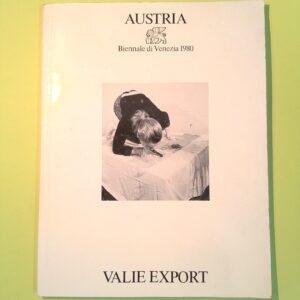 AUSTRIA
Biennale di Venezia 1980
VALIE EXPORT